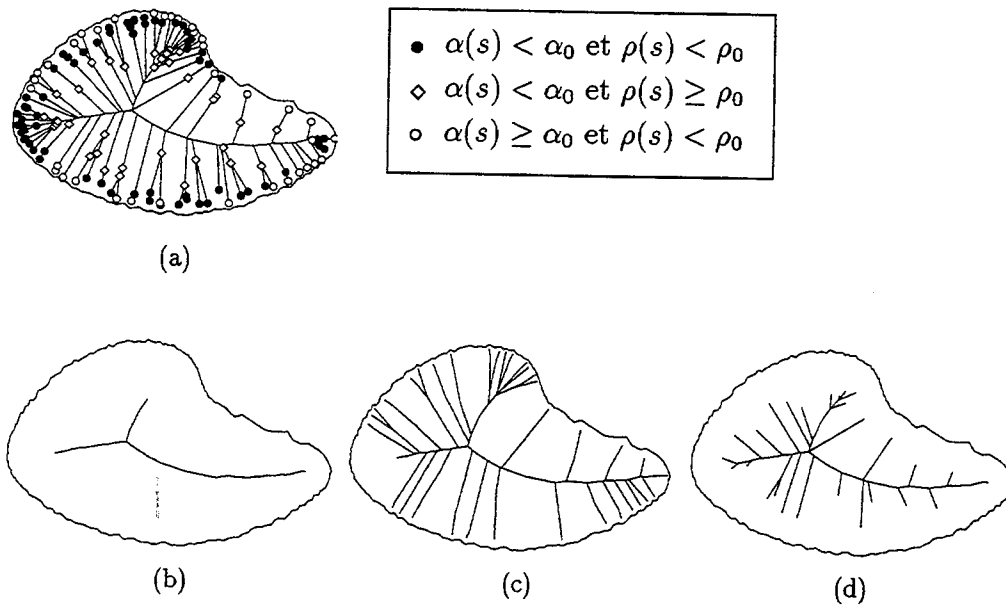 ● α(s) < α₀ et ρ(s) < ρ₀
◇ α(s) < α₀ et ρ(s) ≥ ρ₀
○ α(s) ≥ α₀ et ρ(s) < ρ₀
(a)
(b)
(c)
(d)